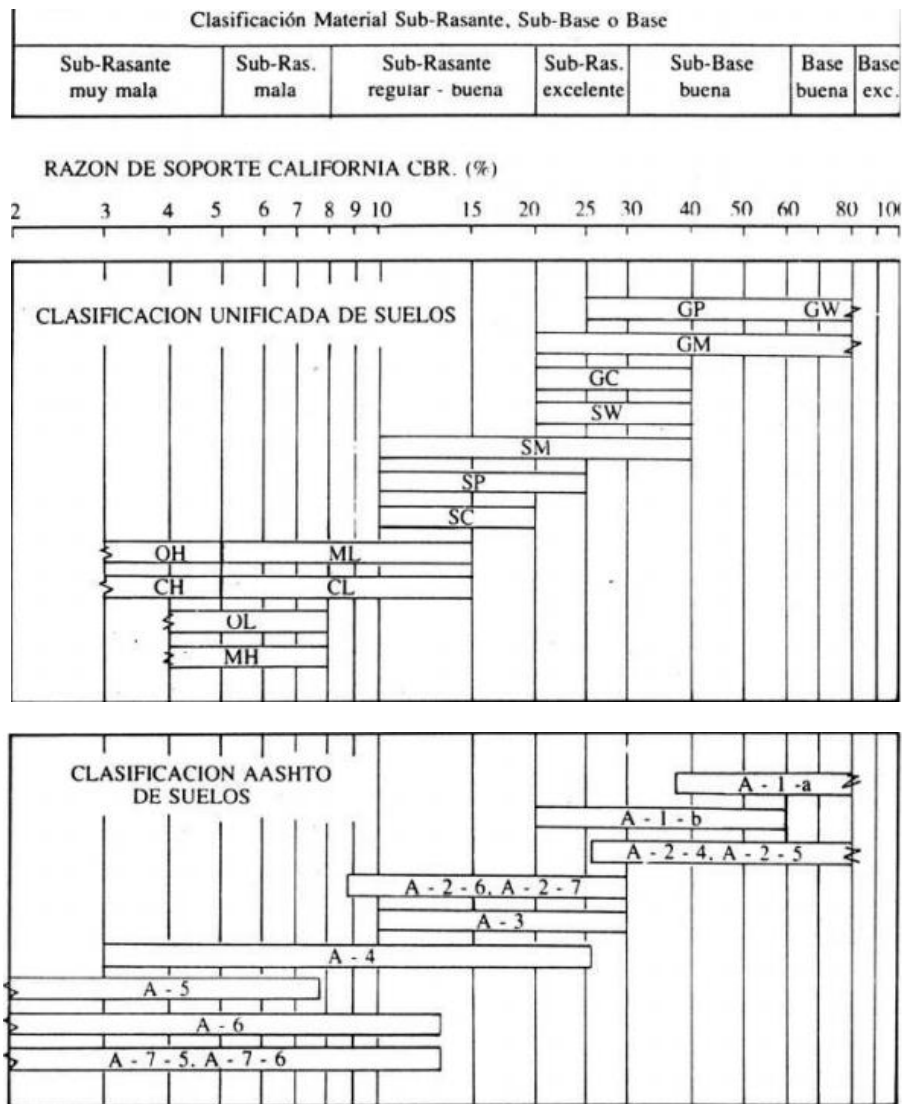 Clasificación Material Sub-Rasante, Sub-Base o Base
Sub-Rasante muy mala
Sub-Ras. mala
Sub-Rasante regular - buena
Sub-Ras. excelente
Sub-Base buena
Base buena
Base exc.
RAZON DE SOPORTE CALIFORNIA CBR. (%)
2 3 4 5 6 7 8 9 10 15 20 25 30 40 50 60 80
CLASIFICACION UNIFICADA DE SUELOS
GP GW
GM
GC
SW
SM
SP
SC
OH ML
CH CL
OL
MH
CLASIFICACION AASHTO
DE SUELOS
A - 1 -a
A - 1 - b
A - 2 - 4. A - 2 - 5
A - 2 - 6. A - 2 - 7
A - 3
A - 4
A - 5
A - 6
A - 7 - 5. A - 7 - 6